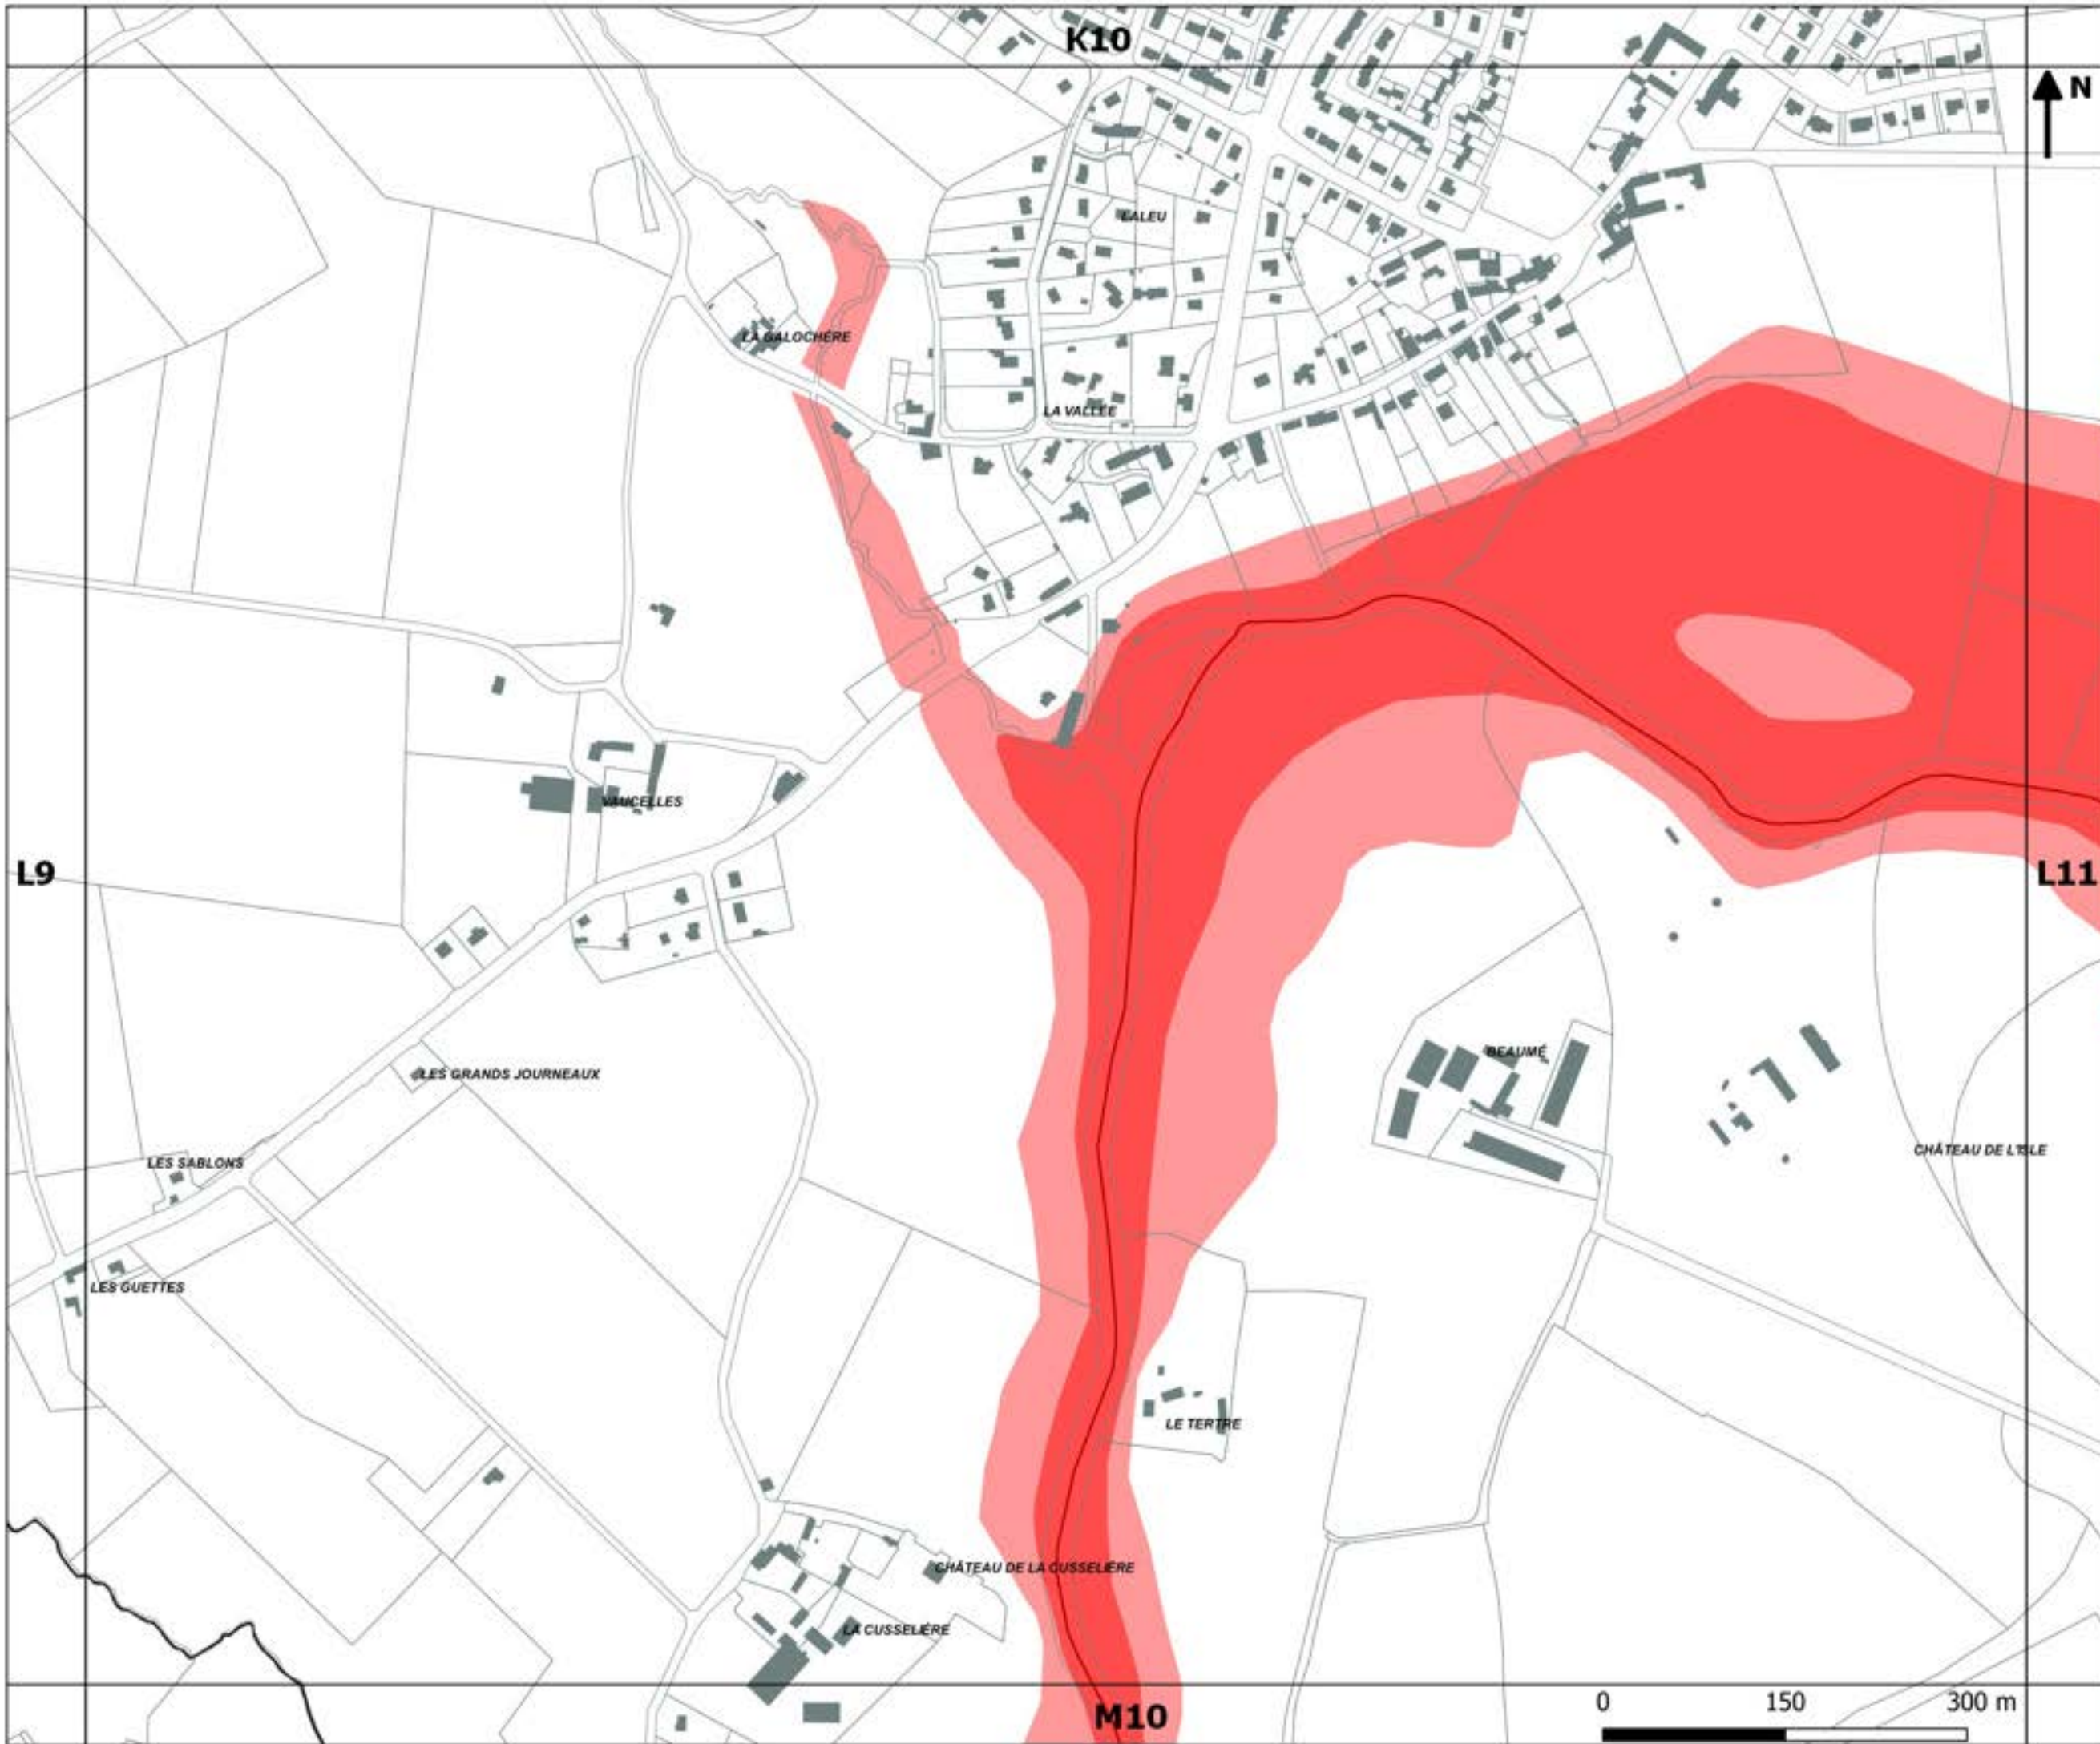 K10
N
LALEU
LA GALOCHÈRE
LA VALLÉE
VAUCELLES
L9
L11
BEAUMÉ
LES GRANDS JOURNEAUX
CHÂTEAU DE L'ISLE
LES SABLONS
LES GUETTES
LE TERTRE
CHÂTEAU DE LA CUSSELIÈRE
LA CUSSELIÈRE
0 150 300 m
M10